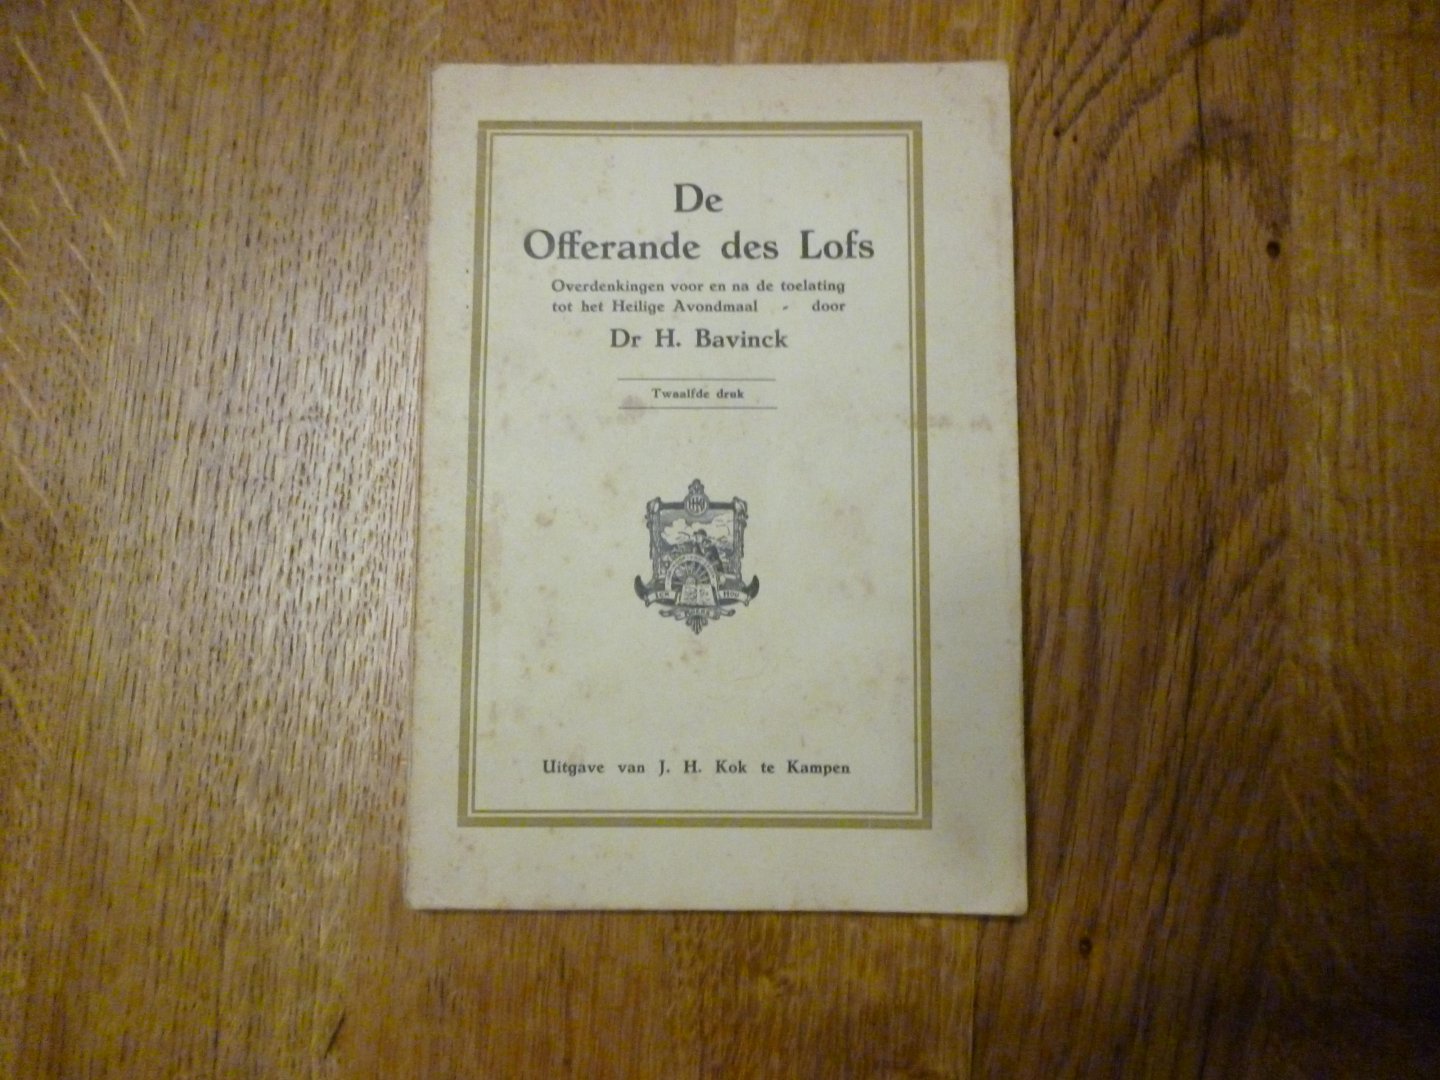 De
Offerande des Lofs
Overdenkingen voor en na de toelating
tot het Heilige Avondmaal - door
Dr H. Bavinck
Twaalfde druk
Uitgave van J. H. Kok te Kampen